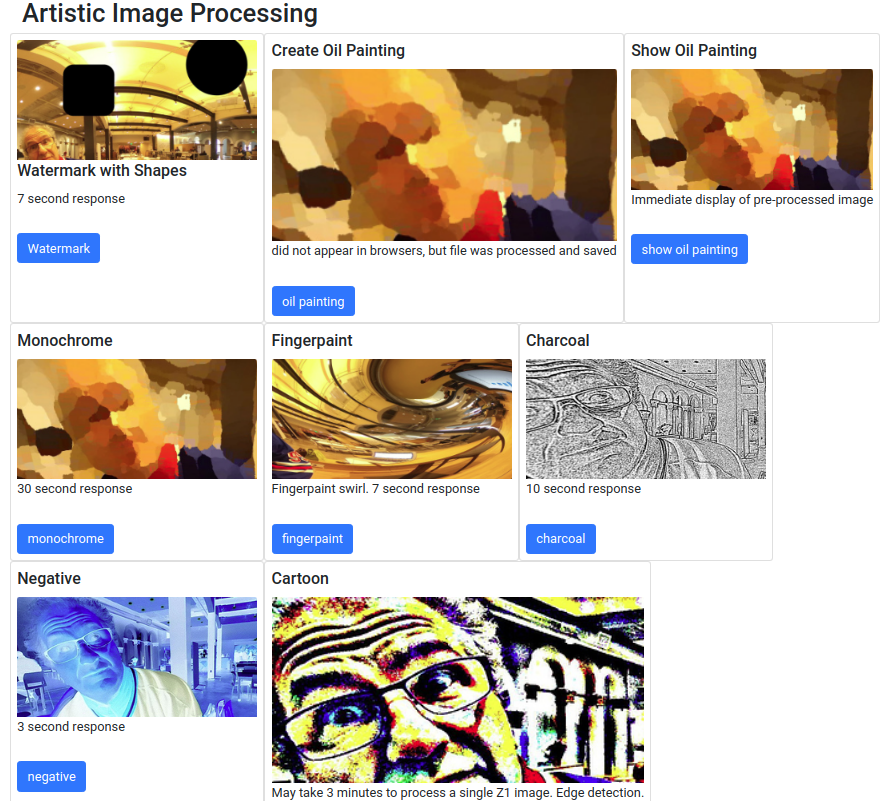 Artistic Image Processing
Watermark with Shapes
7 second response
Watermark
Create Oil Painting
did not appear in browsers, but file was processed and saved
oil painting
Show Oil Painting
Immediate display of pre-processed image
show oil painting
Monochrome
30 second response
monochrome
Fingerpaint
Fingerpaint swirl. 7 second response
fingerpaint
Charcoal
10 second response
charcoal
Negative
3 second response
negative
Cartoon
May take 3 minutes to process a single Z1 image. Edge detection.